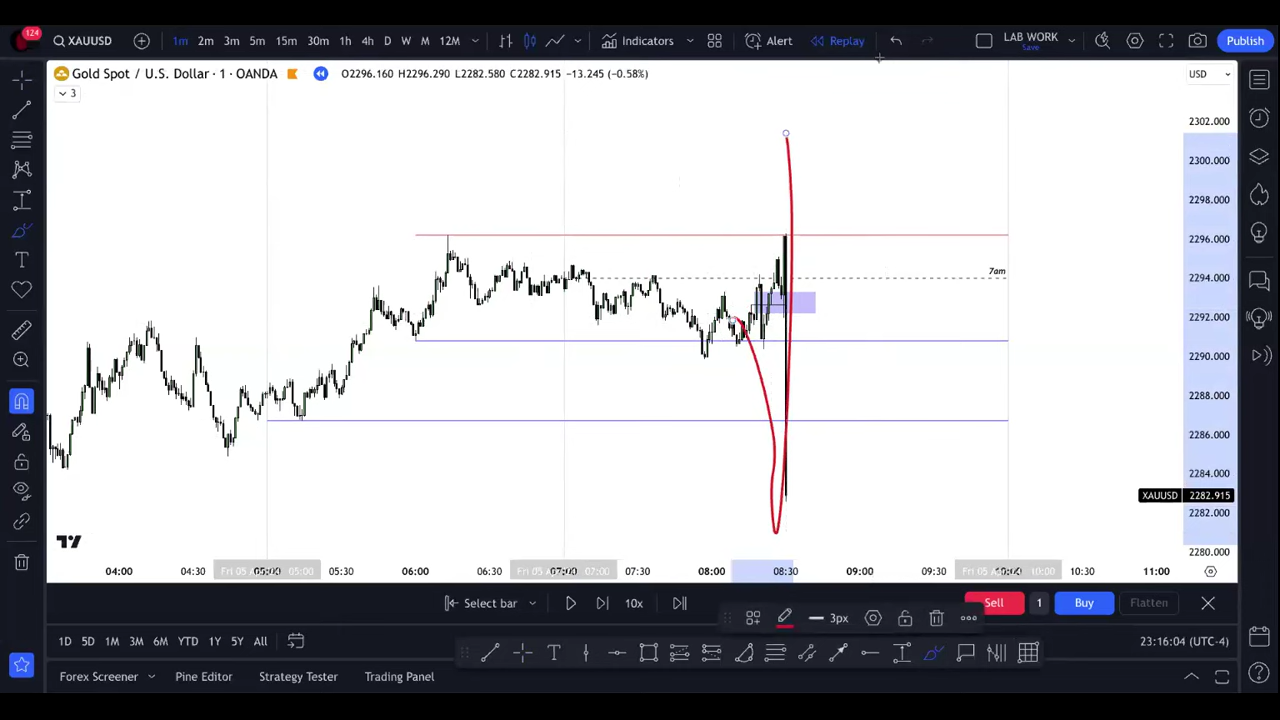 124
XAUUSD
1m 2m 3m 5m 15m 30m 1h 4h D W M 12M
Indicators
Alert
Replay
LAB WORK
Save
Publish
Gold Spot / U.S. Dollar · 1 · OANDA
O2296.160 H2296.290 L2282.580 C2282.915 −13.245 (−0.58%)
USD
3
2302.000
2300.000
2298.000
2296.000
2294.000
7am
2292.000
2290.000
2288.000
2286.000
2284.000
XAUUSD 2282.915
2282.000
2280.000
04:00 04:30 05:00 05:30 06:00 06:30 07:00 07:30 08:00 08:30 09:00 09:30 10:00 10:30 11:00
Select bar
10x
Sell
1
Buy
Flatten
3px
1D 5D 1M 3M 6M YTD 1Y 5Y All
23:16:04 (UTC-4)
Forex Screener
Pine Editor
Strategy Tester
Trading Panel